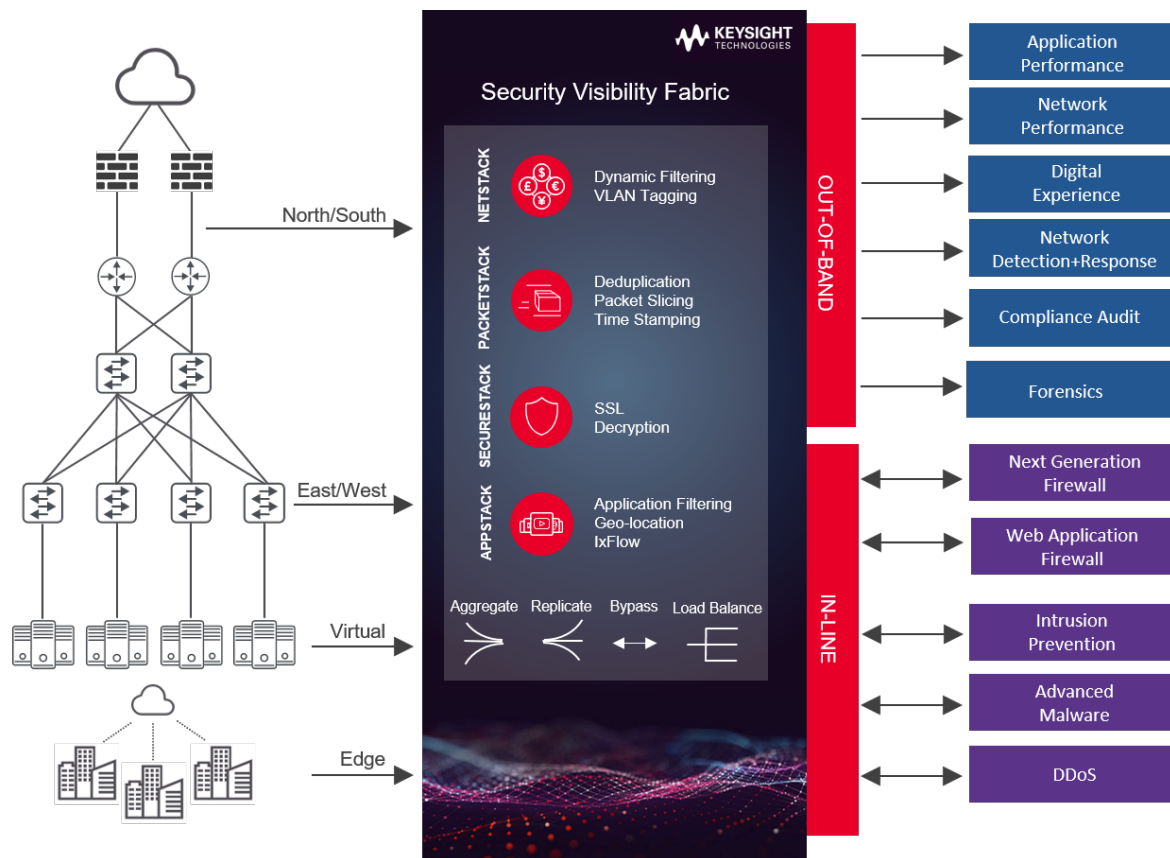 KEYSIGHT
TECHNOLOGIES
Security Visibility Fabric
North/South
East/West
Virtual
Edge
NETSTACK
$
£
€
¥
Dynamic Filtering
VLAN Tagging
PACKETSTACK
Deduplication
Packet Slicing
Time Stamping
SECURESTACK
SSL
Decryption
APPSTACK
Application Filtering
Geo-location
IxFlow
Aggregate
Replicate
Bypass
Load Balance
OUT-OF-BAND
Application
Performance
Network
Performance
Digital
Experience
Network
Detection+Response
Compliance Audit
Forensics
IN-LINE
Next Generation
Firewall
Web Application
Firewall
Intrusion
Prevention
Advanced
Malware
DDoS